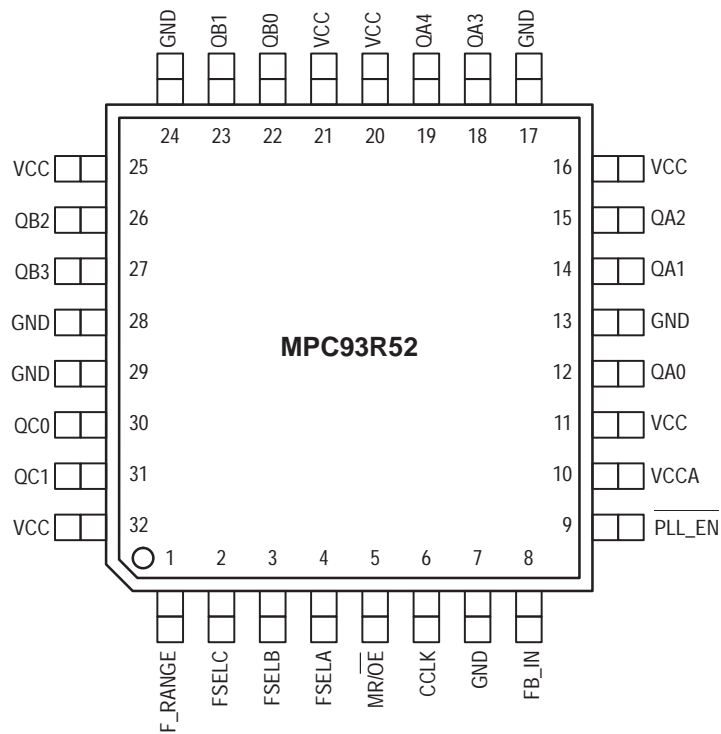 GND QB1 QB0 VCC VCC QA4 QA3 GND
24 23 22 21 20 19 18 17
VCC 25 16 VCC
QB2 26 15 QA2
QB3 27 14 QA1
GND 28 13 GND
MPC93R52
GND 29 12 QA0
QC0 30 11 VCC
QC1 31 10 VCCA
VCC 32 9 PLL_EN
1 2 3 4 5 6 7 8
F_RANGE FSELC FSELB FSELA MR/OE CCLK GND FB_IN